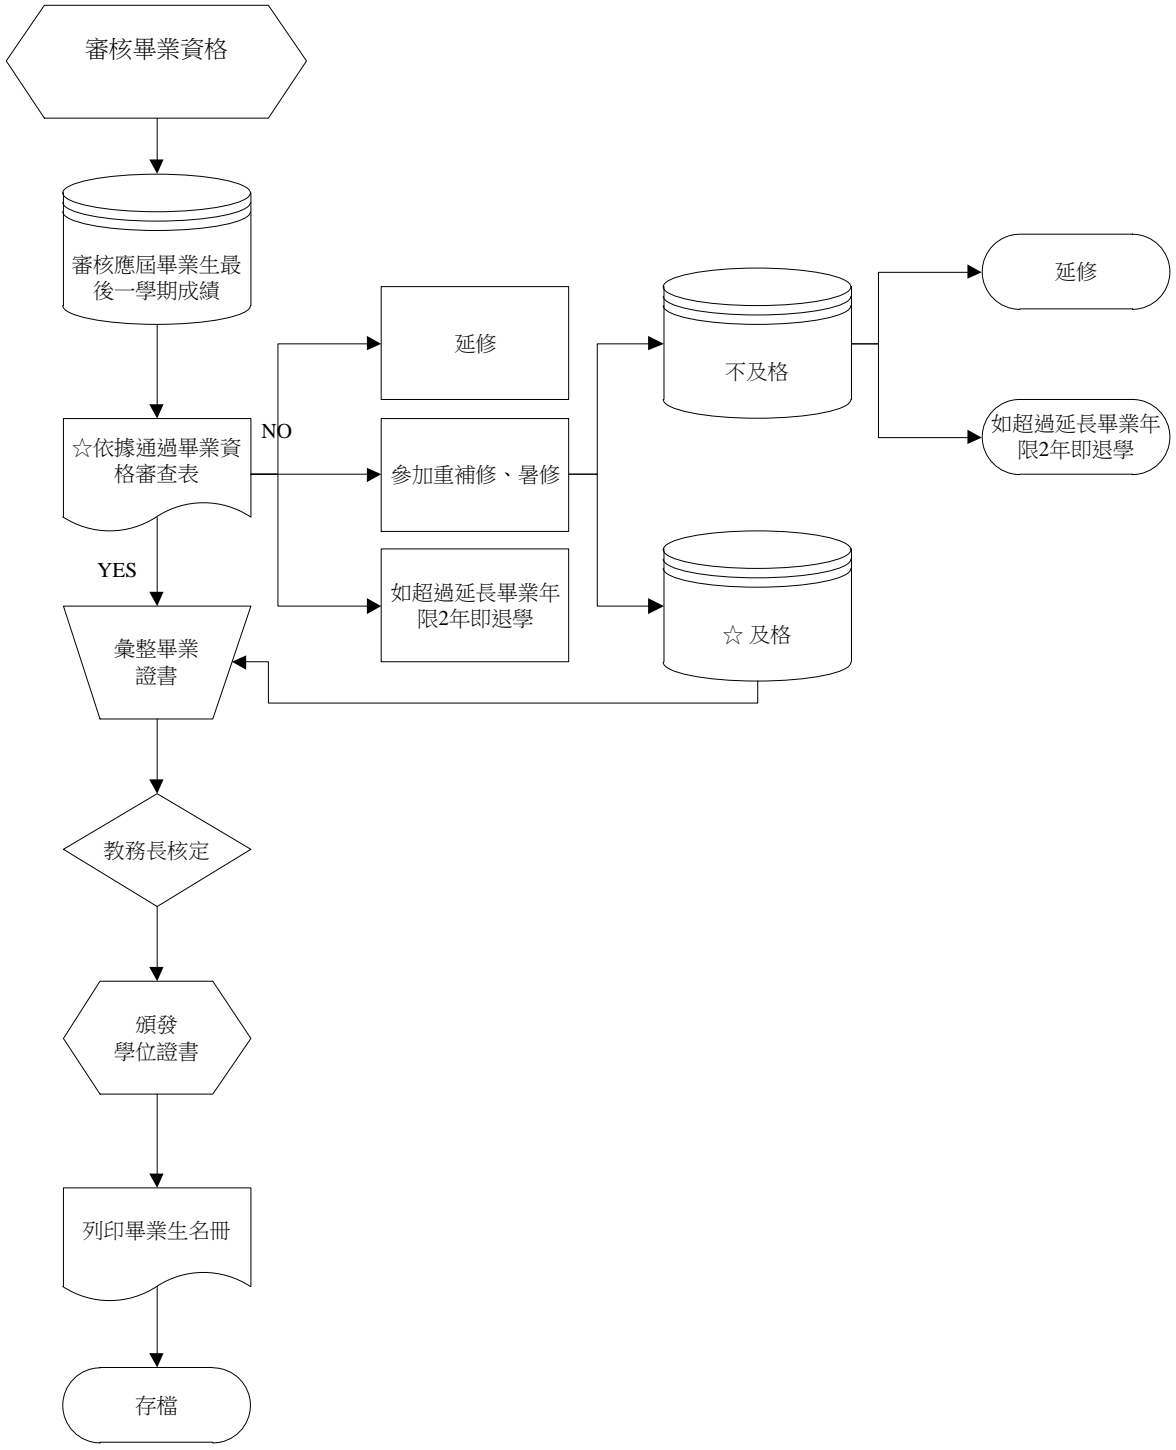 審核畢業資格
審核應屆畢業生最
後一學期成績
延修
延修
不及格
如超過延長畢業年
限2年即退學
NO
☆依據通過畢業資
格審查表
參加重補修、暑修
YES
如超過延長畢業年
限2年即退學
☆ 及格
彙整畢業
證書
教務長核定
頒發
學位證書
列印畢業生名冊
存檔